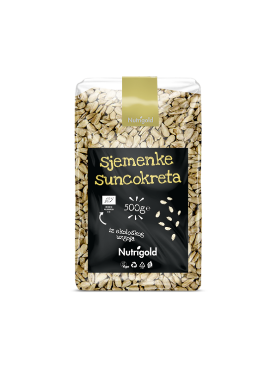 Nutrigold
sjemenke
suncokreta
500g e
iz ekološkog
uzgoja
Nutrigold